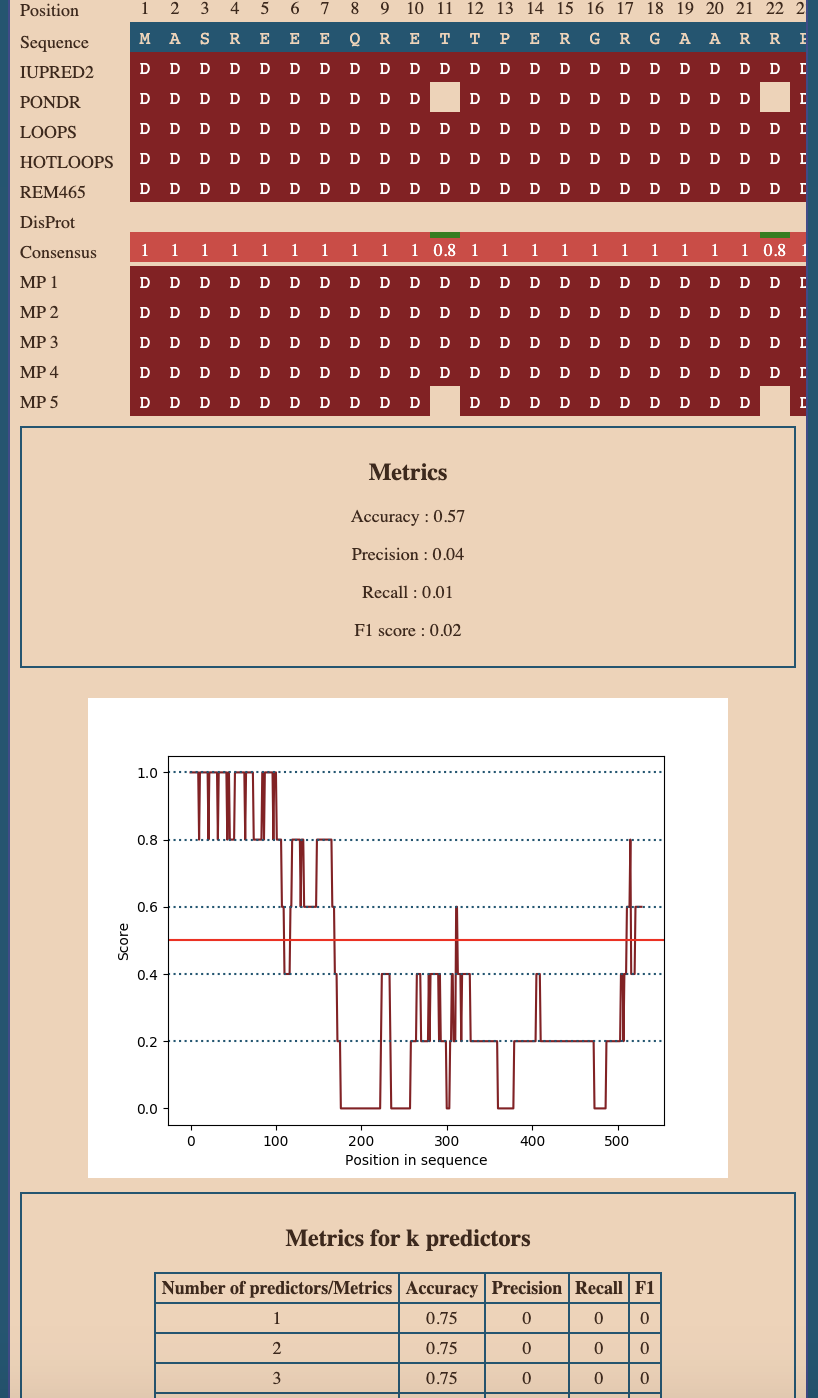 Position 1 2 3 4 5 6 7 8 9 10 11 12 13 14 15 16 17 18 19 20 21 22
Sequence M A S R E E E Q R E T T P E R G R G A A R R
IUPRED2 D D D D D D D D D D D D D D D D D D D D D D
PONDR D D D D D D D D D D D D D D D D D D D D
LOOPS D D D D D D D D D D D D D D D D D D D D D D
HOTLOOPS D D D D D D D D D D D D D D D D D D D D D D
REM465 D D D D D D D D D D D D D D D D D D D D D D
DisProt
Consensus 1 1 1 1 1 1 1 1 1 1 0.8 1 1 1 1 1 1 1 1 1 1 0.8 1
MP 1 D D D D D D D D D D D D D D D D D D D D D D
MP 2 D D D D D D D D D D D D D D D D D D D D D D
MP 3 D D D D D D D D D D D D D D D D D D D D D D
MP 4 D D D D D D D D D D D D D D D D D D D D D D
MP 5 D D D D D D D D D D D D D D D D D D D D
Metrics
Accuracy : 0.57
Precision : 0.04
Recall : 0.01
F1 score : 0.02
1.0
0.8
0.6
0.4
0.2
0.0
Score
0 100 200 300 400 500
Position in sequence
Metrics for k predictors
Number of predictors/Metrics Accuracy Precision Recall F1
1 0.75 0 0 0
2 0.75 0 0 0
3 0.75 0 0 0